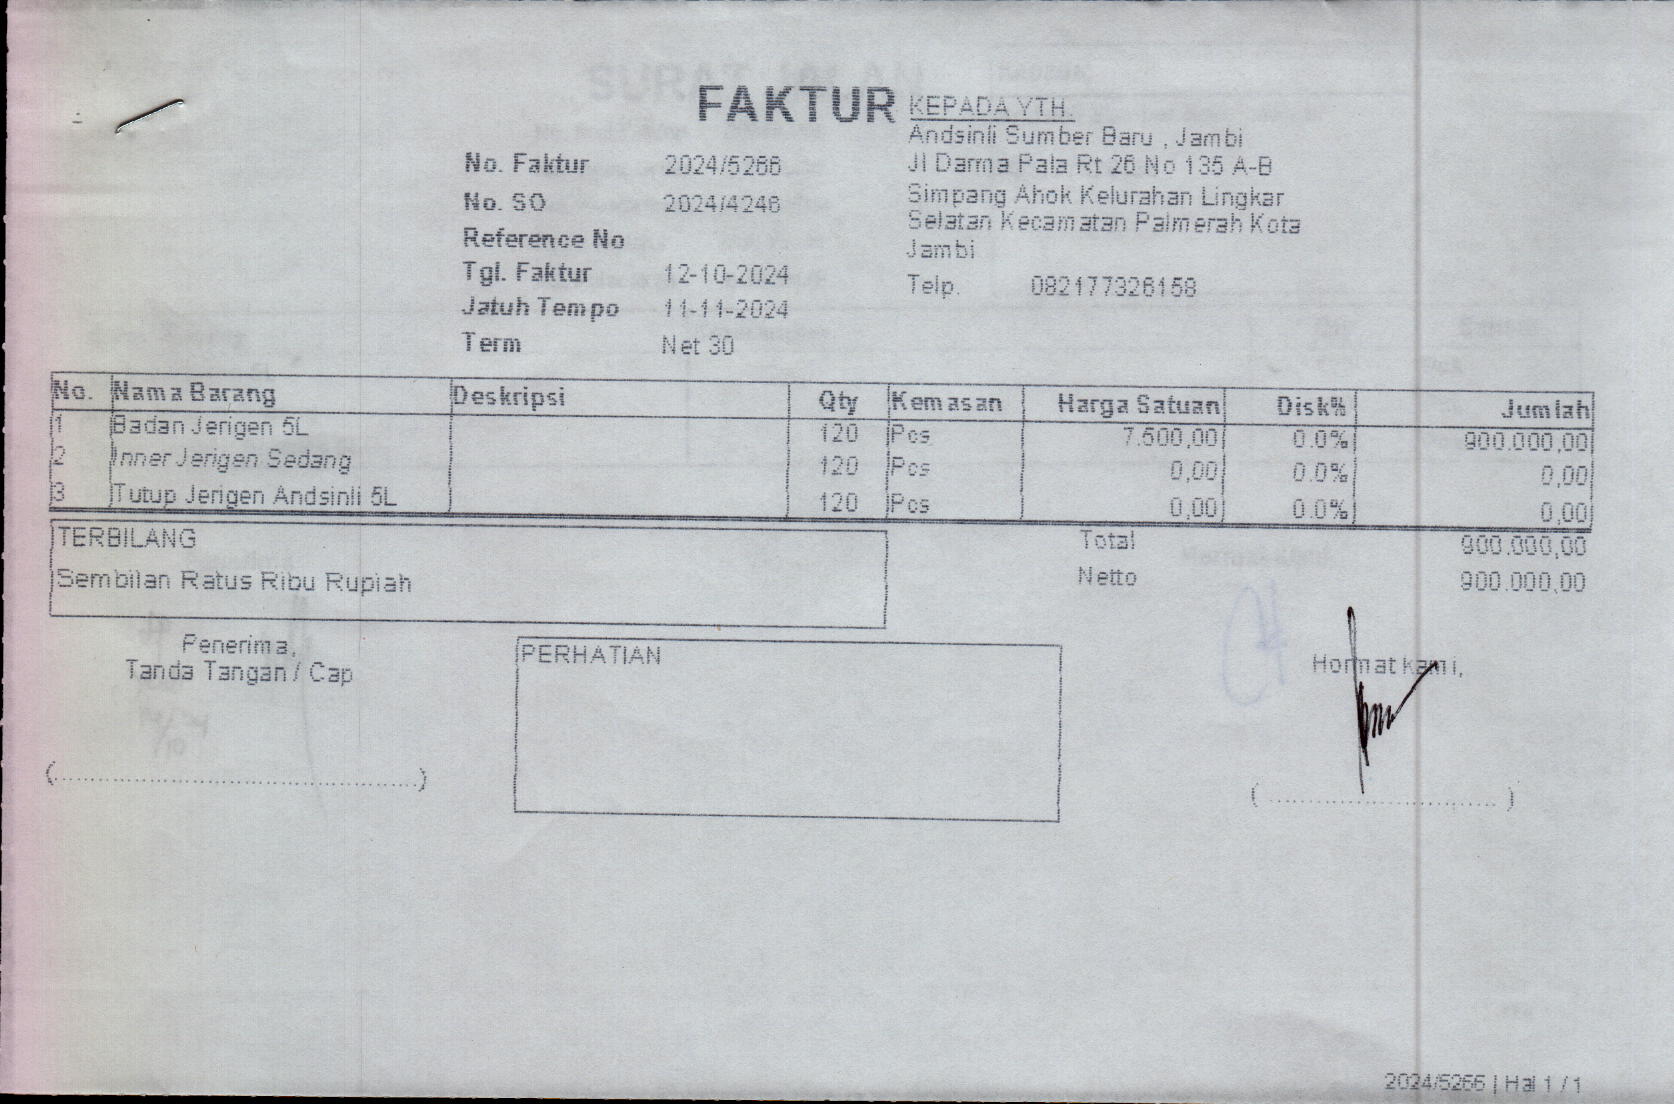 FAKTUR
No. Faktur 2024/5266
No. SO 2024/4246
Reference No
Tgl. Faktur 12-10-2024
Jatuh Tempo 11-11-2024
Term Net 30
KEPADA YTH.
Andsinli Sumber Baru , Jambi
Jl Darma Pala Rt 26 No 135 A-B
Simpang Ahok Kelurahan Lingkar
Selatan Kecamatan Palmerah Kota
Jambi
Telp. 082177326158
No. Nama Barang Deskripsi Qty Kemasan Harga Satuan Disk% Jumlah
1 Badan Jerigen 5L 120 Pcs 7.500,00 0.0% 900.000,00
2 Inner Jerigen Sedang 120 Pcs 0,00 0.0% 0,00
3 Tutup Jerigen Andsinli 5L 120 Pcs 0,00 0.0% 0,00
TERBILANG
Sembilan Ratus Ribu Rupiah
Total 900.000,00
Netto 900.000,00
Penerima,
Tanda Tangan / Cap
PERHATIAN
Hormat kami,
(..............................................)
(..............................)
2024/5266 | Hal 1 / 1